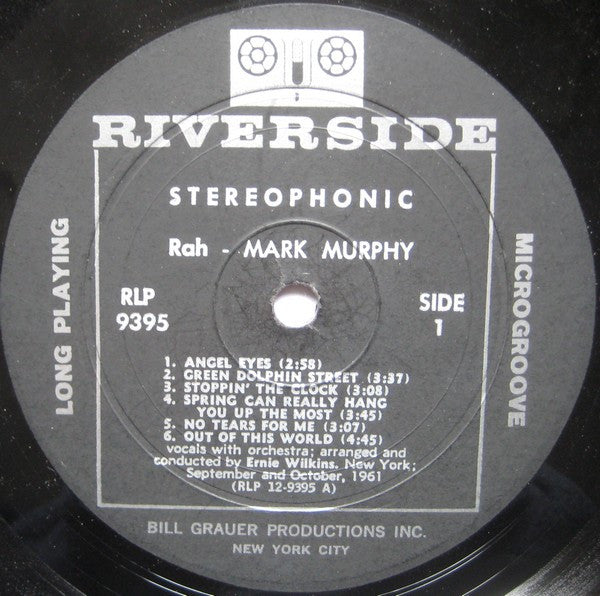 RIVERSIDE
STEREOPHONIC
Rah - MARK MURPHY
LONG PLAYING
RLP
9395
SIDE
1
MICROGROOVE
1. ANGEL EYES (2:58)
2. GREEN DOLPHIN STREET (3:37)
3. STOPPIN' THE CLOCK (3:08)
4. SPRING CAN REALLY HANG
YOU UP THE MOST (3:45)
5. NO TEARS FOR ME (3:07)
6. OUT OF THIS WORLD (4:45)
vocals with orchestra; arranged and
conducted by Ernie Wilkins. New York;
September and October, 1961
(RLP 12-9395 A)
BILL GRAUER PRODUCTIONS INC.
NEW YORK CITY